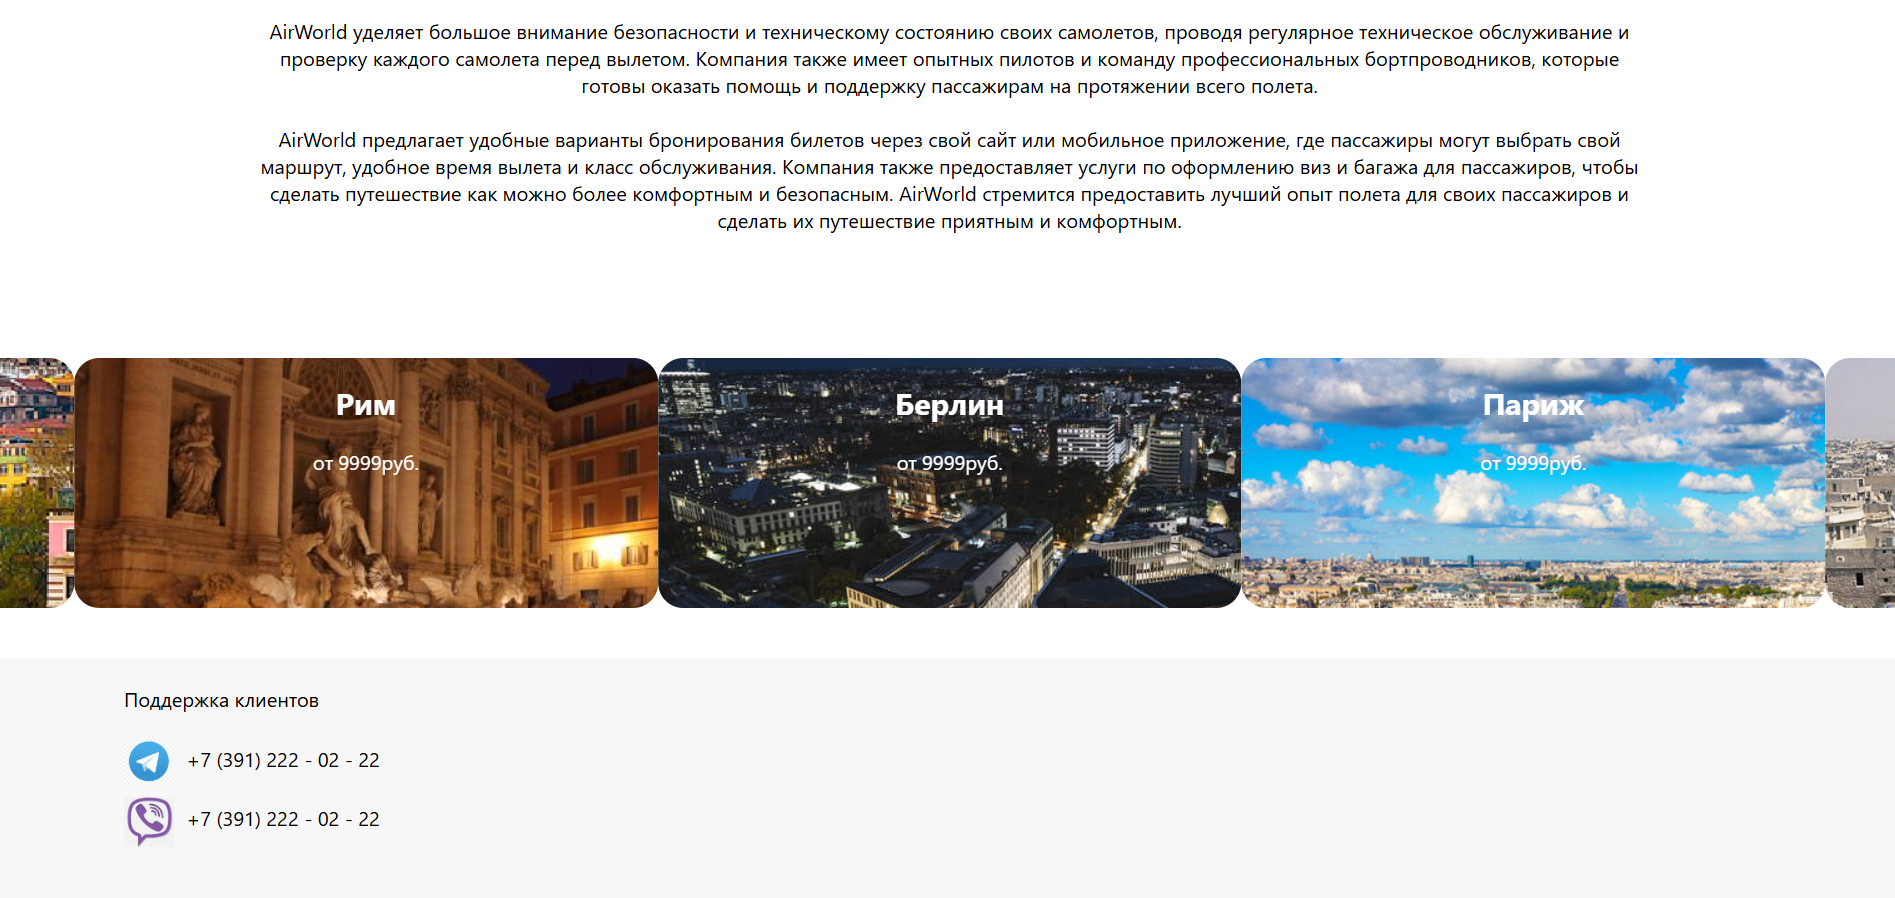 AirWorld уделяет большое внимание безопасности и техническому состоянию своих самолетов, проводя регулярное техническое обслуживание и
проверку каждого самолета перед вылетом. Компания также имеет опытных пилотов и команду профессиональных бортпроводников, которые
готовы оказать помощь и поддержку пассажирам на протяжении всего полета.
AirWorld предлагает удобные варианты бронирования билетов через свой сайт или мобильное приложение, где пассажиры могут выбрать свой
маршрут, удобное время вылета и класс обслуживания. Компания также предоставляет услуги по оформлению виз и багажа для пассажиров, чтобы
сделать путешествие как можно более комфортным и безопасным. AirWorld стремится предоставить лучший опыт полета для своих пассажиров и
сделать их путешествие приятным и комфортным.
Рим
от 9999руб.
Берлин
от 9999руб.
Париж
от 9999руб.
Поддержка клиентов
+7 (391) 222 - 02 - 22
+7 (391) 222 - 02 - 22